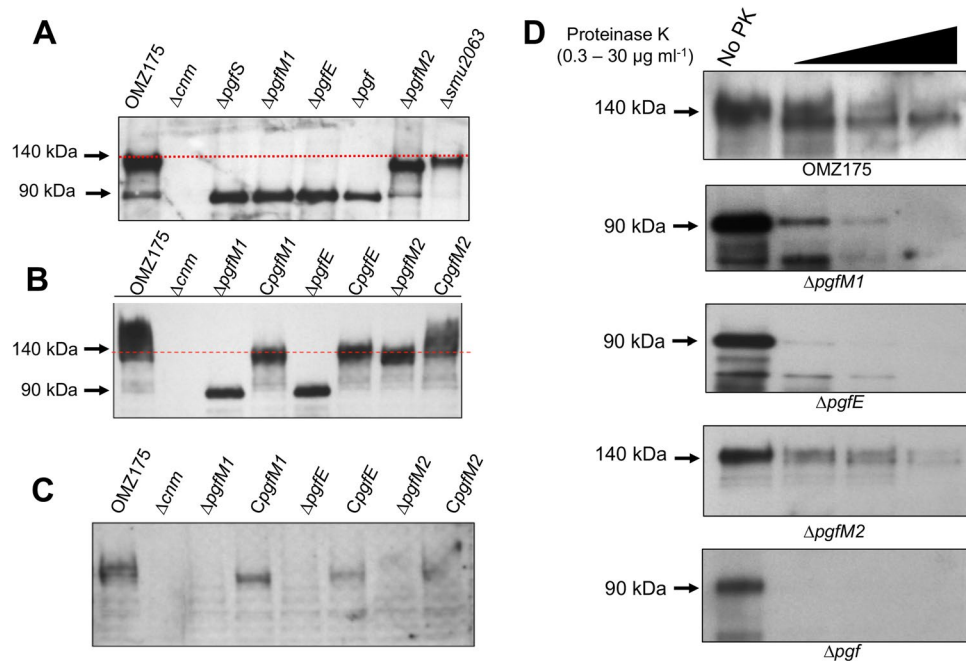 A
OMZ175 Δcnm ΔpgfS ΔpgfM1 ΔpgfE Δpgf ΔpgfM2 Δsmu2063
140 kDa
90 kDa
B
OMZ175 Δcnm ΔpgfM1 CpgfM1 ΔpgfE CpgfE ΔpgfM2 CpgfM2
140 kDa
90 kDa
C
OMZ175 Δcnm ΔpgfM1 CpgfM1 ΔpgfE CpgfE ΔpgfM2 CpgfM2
D
Proteinase K
(0.3 – 30 µg ml-1)
No PK
140 kDa
OMZ175
90 kDa
ΔpgfM1
90 kDa
ΔpgfE
140 kDa
ΔpgfM2
90 kDa
Δpgf